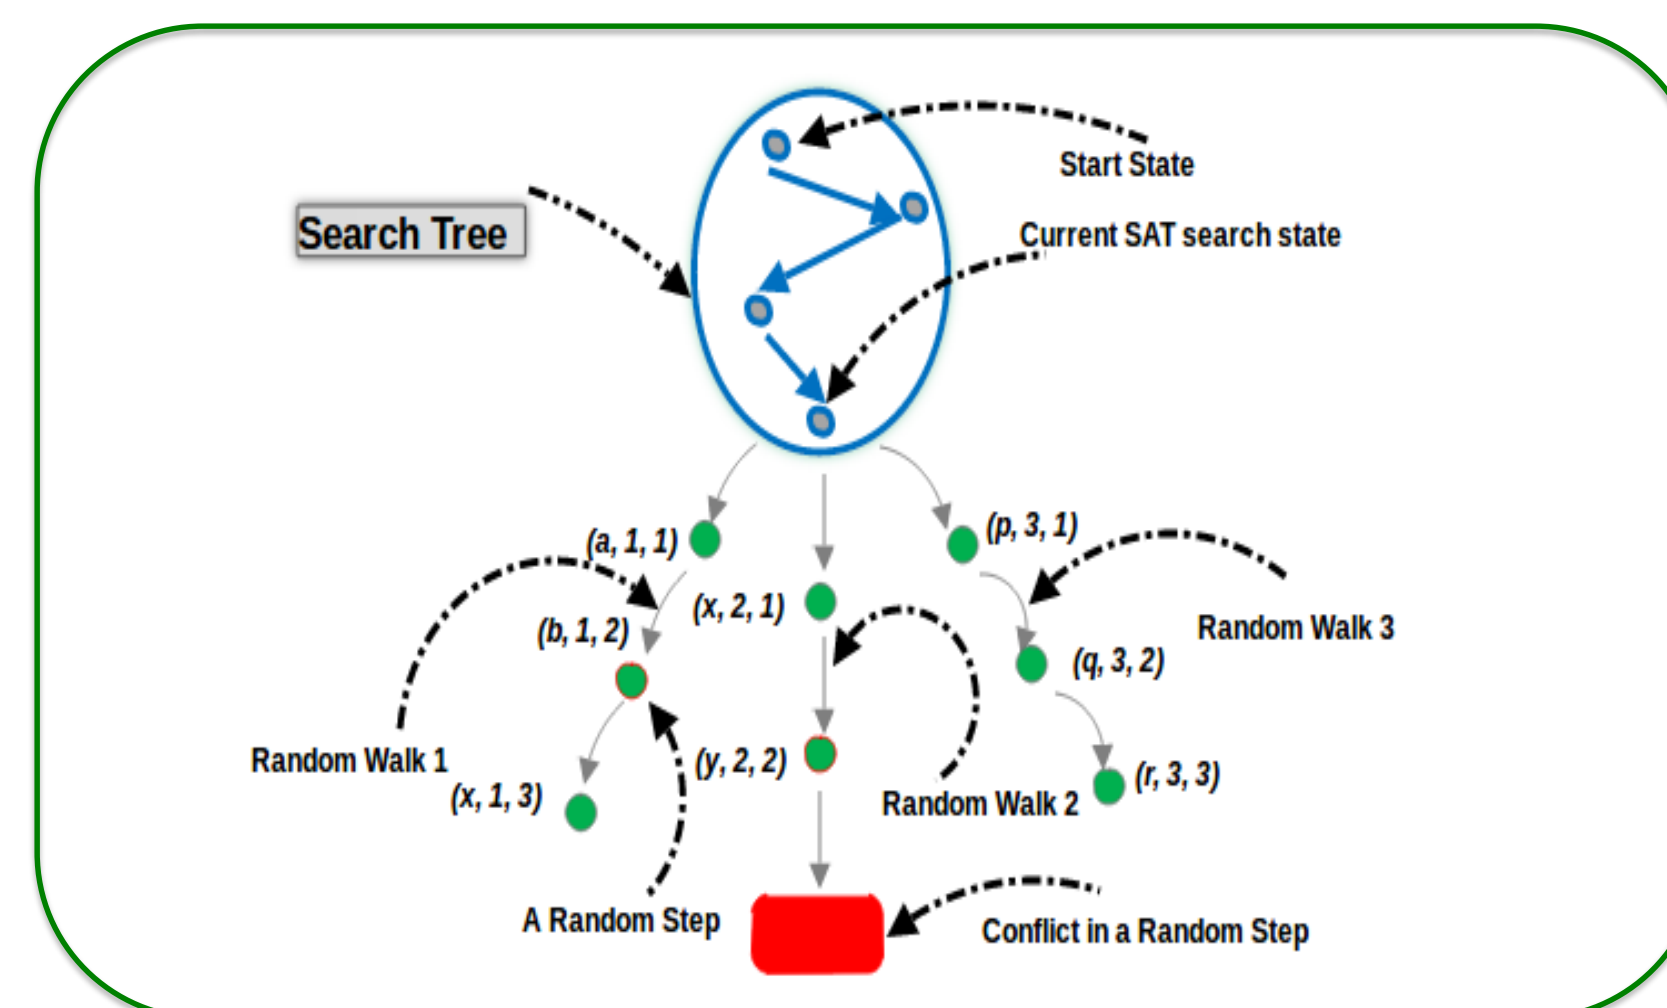 Start State
Search Tree
Current SAT search state
(a, 1, 1)
(p, 3, 1)
(x, 2, 1)
(b, 1, 2)
Random Walk 3
(q, 3, 2)
Random Walk 1
(y, 2, 2)
(x, 1, 3)
Random Walk 2
(r, 3, 3)
A Random Step
Conflict in a Random Step